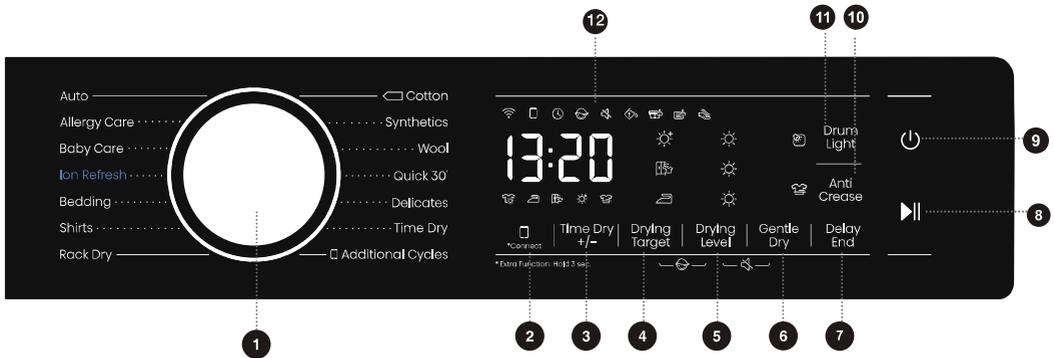 12
11
10
Auto
Cotton
Allergy Care
Synthetics
Baby Care
Wool
Ion Refresh
Quick 30'
Bedding
Delicates
Shirts
Time Dry
Rack Dry
Additional Cycles
13:20
Drum
Light
Anti
Crease
*Connect
Time Dry
+/-
Drying
Target
Drying
Level
Gentle
Dry
Delay
End
* Extra Function: Hold 3 sec.
9
8
1
2
3
4
5
6
7